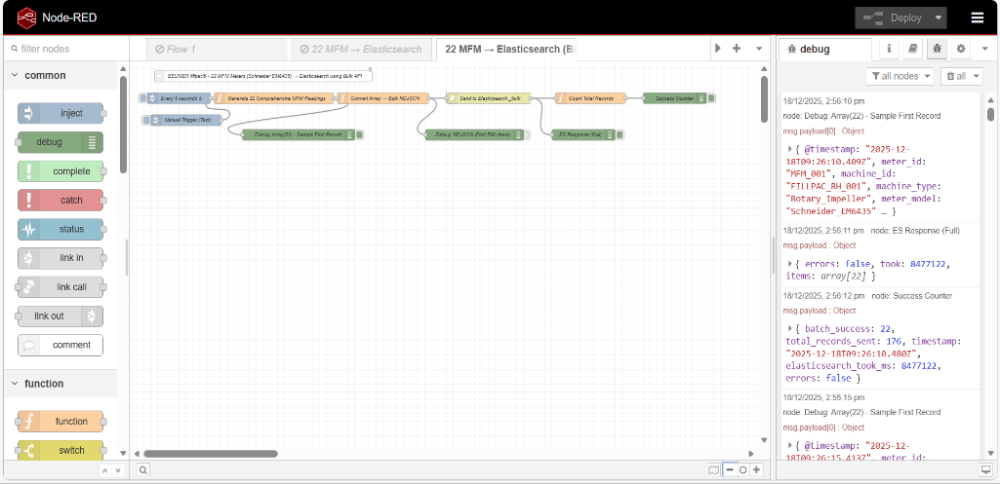 Node-RED
Deploy
filter nodes
Flow 1
22 MFM → Elasticsearch
22 MFM → Elasticsearch (B
debug
i
common
inject
debug
complete
catch
status
link in
link call
link out
comment
function
function
switch
BEUMER fillpac® - 22 MFM Meters (Schneider EM6435) → Elasticsearch using Bulk API
Every 5 seconds ↻
Generate 22 Comprehensive MFM Readings
Convert Array → Bulk NDJSON
Send to Elasticsearch _bulk
Count Total Records
Success Counter
Manual Trigger (Test)
Debug: Array(22) - Sample First Record
Debug: NDJSON (First 500 chars)
ES Response (Full)
all nodes
all
18/12/2025, 2:56:10 pm
node: Debug: Array(22) - Sample First Record
msg.payload[0] : Object
{ @timestamp: "2025-12-
18T09:26:10.409Z", meter_id:
"MFM_001", machine_id:
"FILLPAC_RH_001", machine_type:
"Rotary_Impeller", meter_model:
"Schneider_EM6435" … }
18/12/2025, 2:56:11 pm node: ES Response (Full)
msg.payload : Object
{ errors: false, took: 8477122,
items: array[22] }
18/12/2025, 2:56:12 pm node: Success Counter
msg.payload : Object
{ batch_success: 22,
total_records_sent: 176, timestamp:
"2025-12-18T09:26:10.480Z",
elasticsearch_took_ms: 8477122,
errors: false }
18/12/2025, 2:56:15 pm
node: Debug: Array(22) - Sample First Record
msg.payload[0] : Object
{ @timestamp: "2025-12-
18T09:26:15.413Z", meter_id: